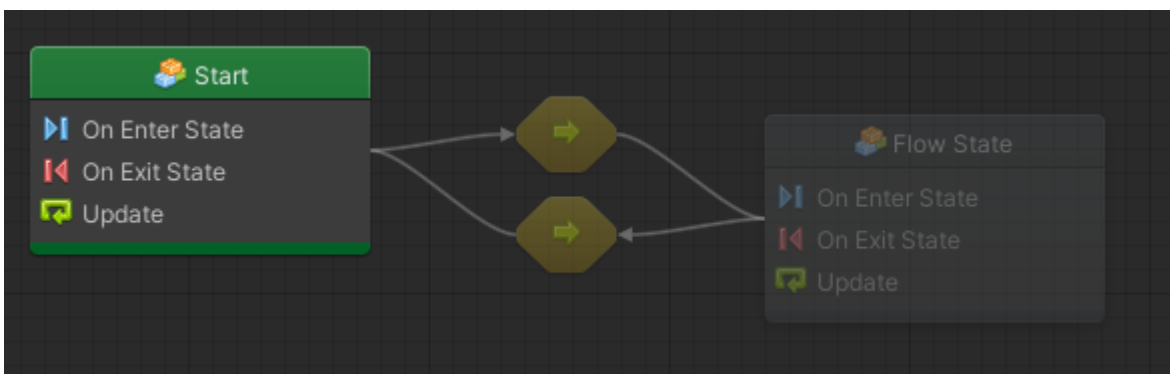 Start
On Enter State
On Exit State
Update
Flow State
On Enter State
On Exit State
Update